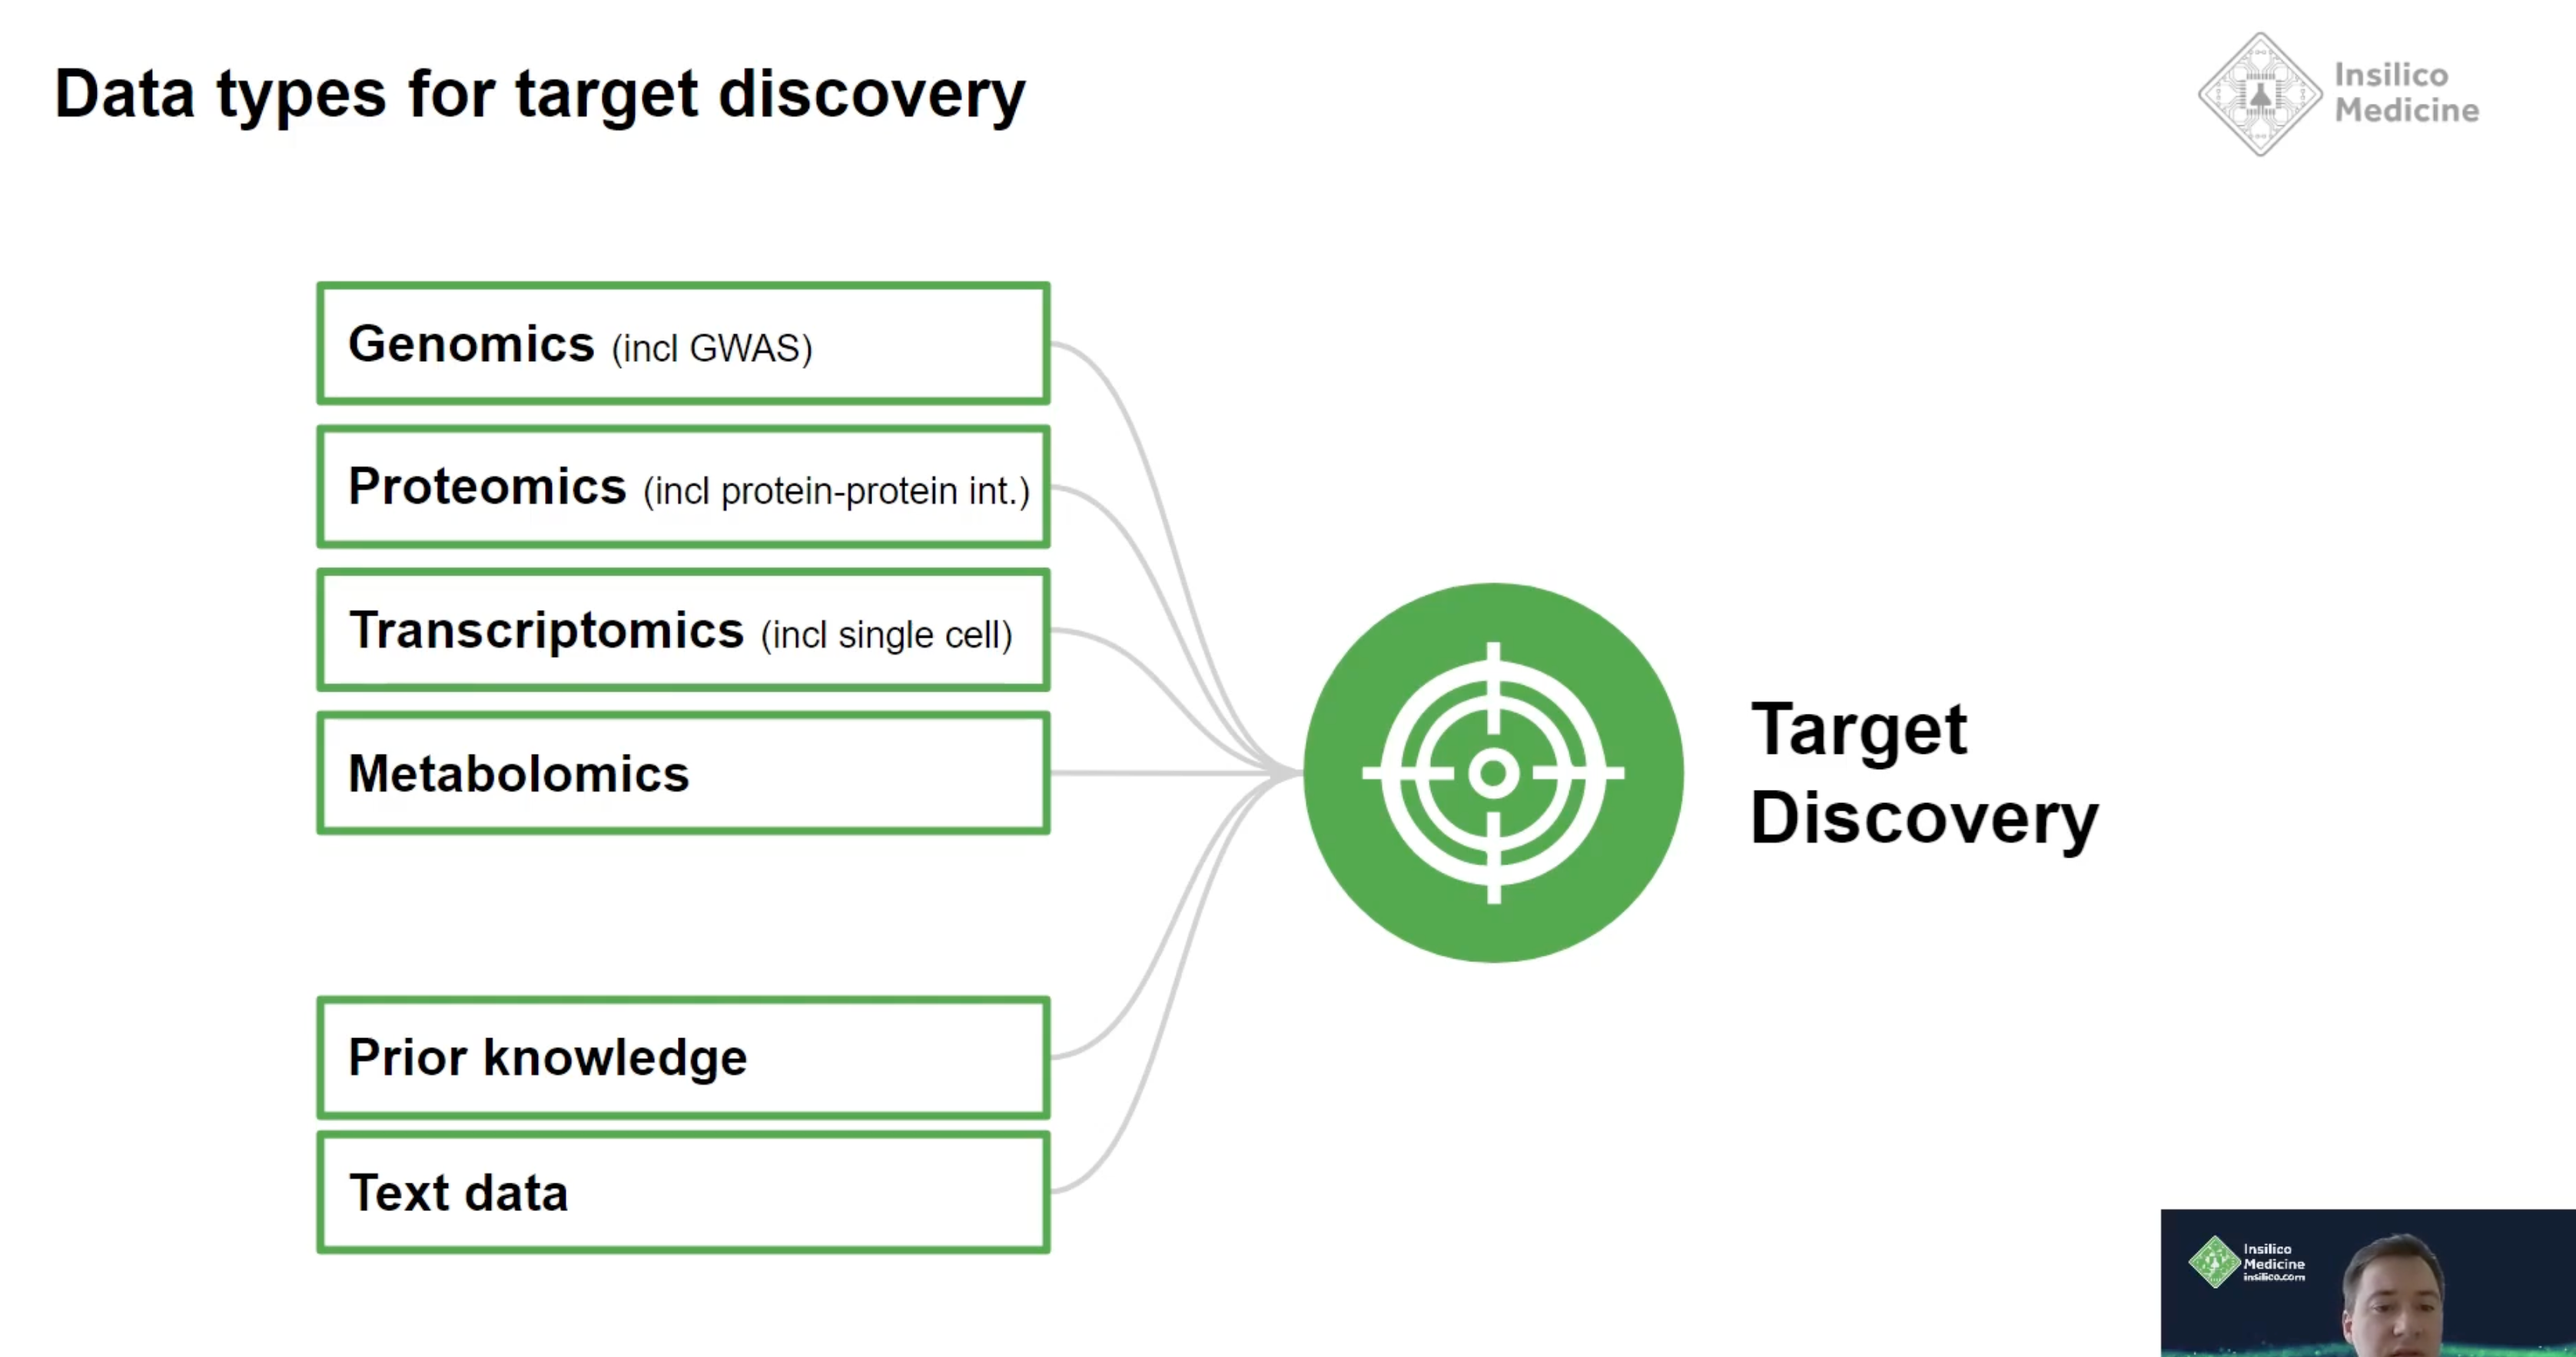 Data types for target discovery
Insilico
Medicine
Genomics (incl GWAS)
Proteomics (incl protein-protein int.)
Transcriptomics (incl single cell)
Metabolomics
Prior knowledge
Text data
Target
Discovery
Insilico
Medicine
insilico.com